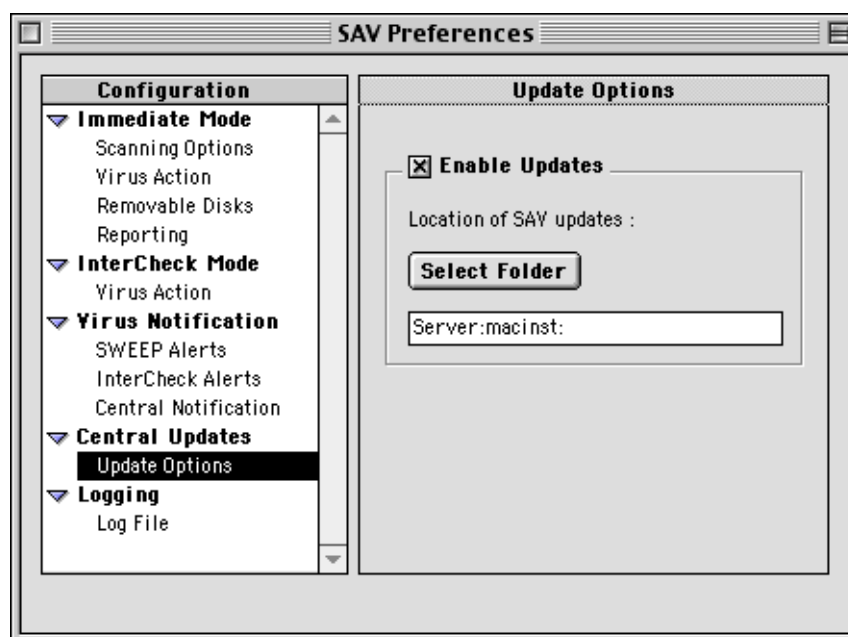 SAV Preferences
Configuration
Immediate Mode
Scanning Options
Virus Action
Removable Disks
Reporting
InterCheck Mode
Virus Action
Virus Notification
SWEEP Alerts
InterCheck Alerts
Central Notification
Central Updates
Update Options
Logging
Log File
Update Options
Enable Updates
Location of SAV updates :
Select Folder
Server:macinst: